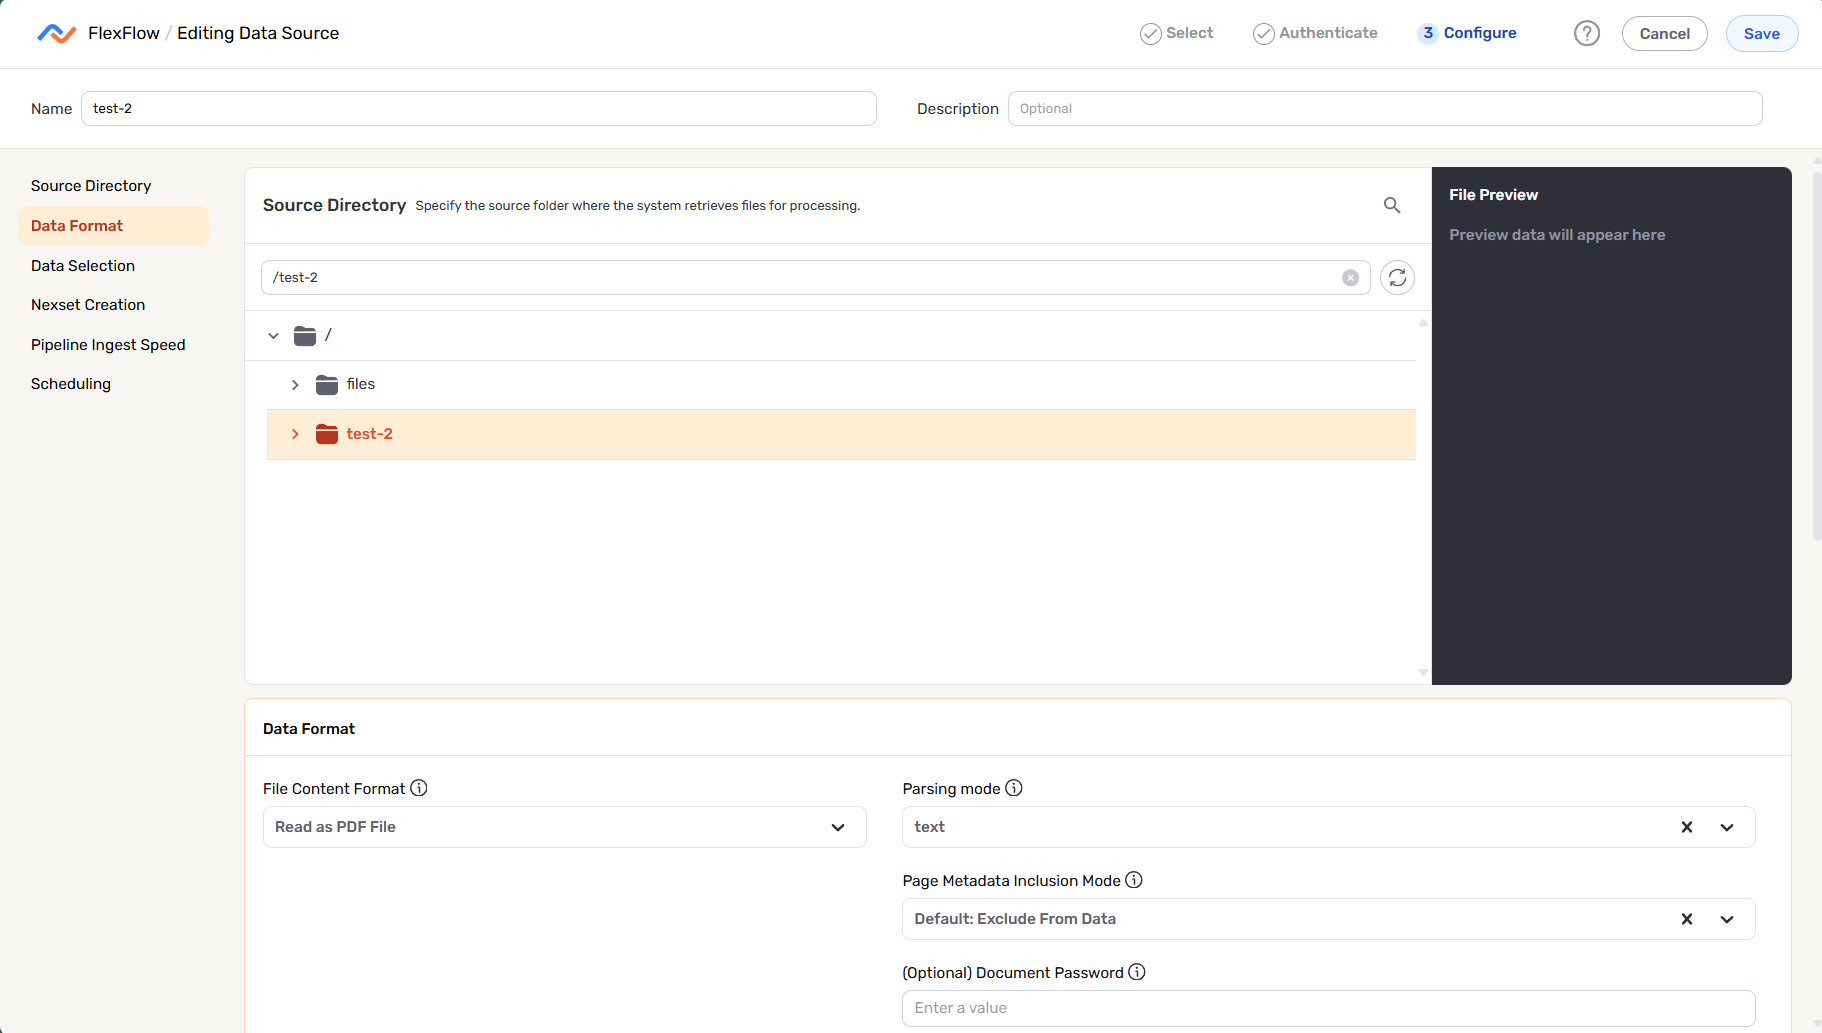 FlexFlow / Editing Data Source
Select
Authenticate
3 Configure
Cancel
Save
Name
test-2
Description
Optional
Source Directory
Data Format
Data Selection
Nexset Creation
Pipeline Ingest Speed
Scheduling
Source Directory Specify the source folder where the system retrieves files for processing.
/test-2
/
files
test-2
File Preview
Preview data will appear here
Data Format
File Content Format
Read as PDF File
Parsing mode
text
Page Metadata Inclusion Mode
Default: Exclude From Data
(Optional) Document Password
Enter a value